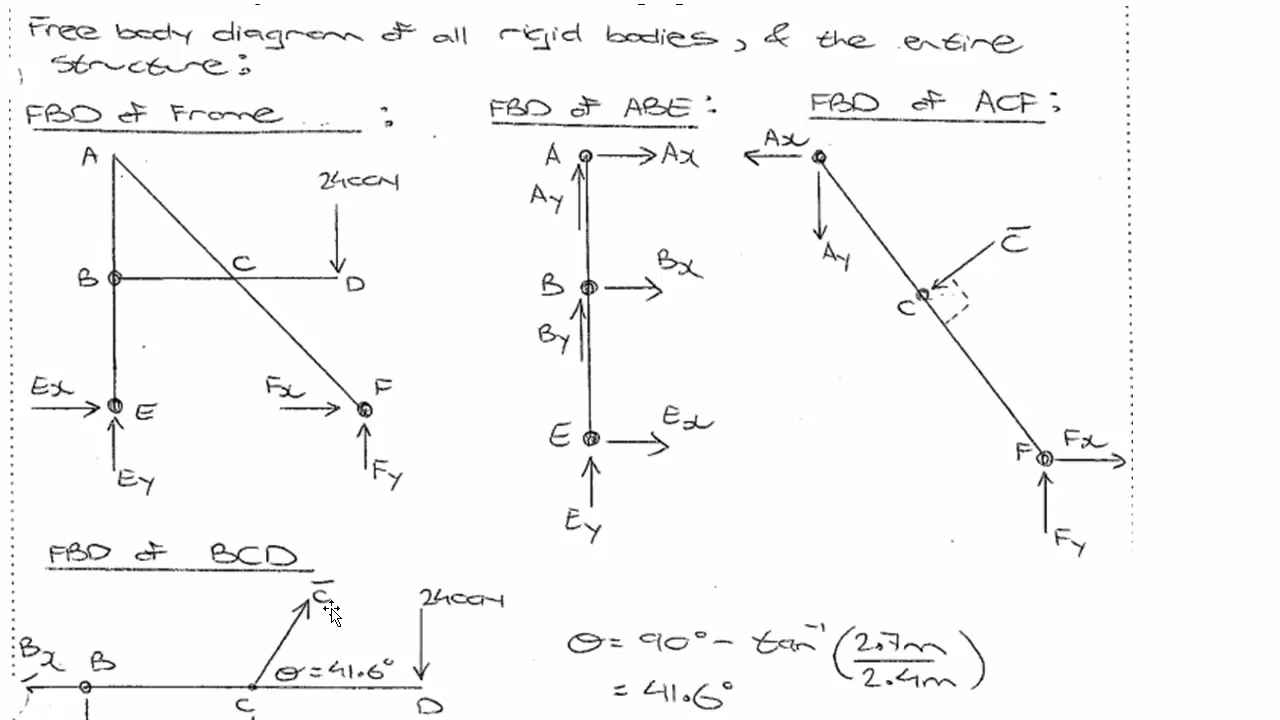 Free body diagram of all rigid bodies, & the entire
structure:
FBD of Frame :
A
2400N
B
C
D
Ex
E
Ey
Fx
F
Fy
FBD of ABE:
A
Ax
Ay
B
Bx
By
E
Ex
Ey
FBD of ACF:
Ax
Ay
C̅
C
F
Fx
Fy
FBD of BCD
C̅
2400N
Bx
B
θ=41.6°
C
D
θ = 90° - tan⁻¹ (2.7m/2.4m)
= 41.6°